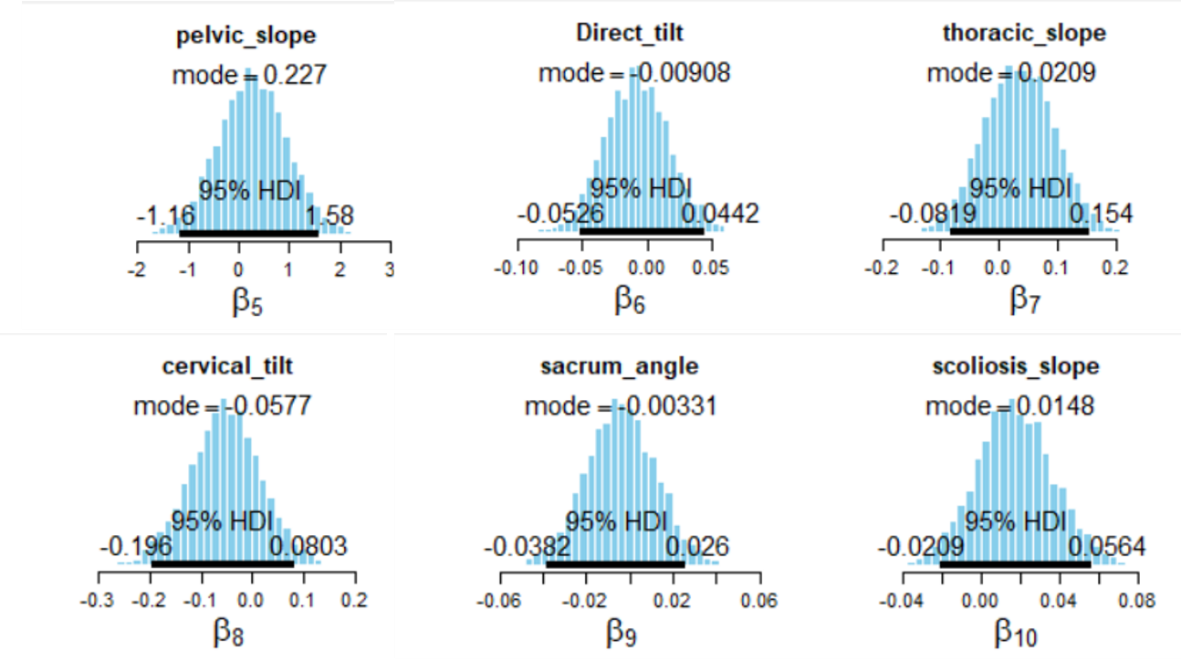 pelvic_slope
mode = 0.227
95% HDI
-1.16 1.58
-2 -1 0 1 2 3
β5
Direct_tilt
mode = -0.00908
95% HDI
-0.0526 0.0442
-0.10 -0.05 0.00 0.05
β6
thoracic_slope
mode = 0.0209
95% HDI
-0.0819 0.154
-0.2 -0.1 0.0 0.1 0.2
β7
cervical_tilt
mode = -0.0577
95% HDI
-0.196 0.0803
-0.3 -0.2 -0.1 0.0 0.1 0.2
β8
sacrum_angle
mode = -0.00331
95% HDI
-0.0382 0.026
-0.06 -0.02 0.02 0.06
β9
scoliosis_slope
mode = 0.0148
95% HDI
-0.0209 0.0564
-0.04 0.00 0.04 0.08
β10